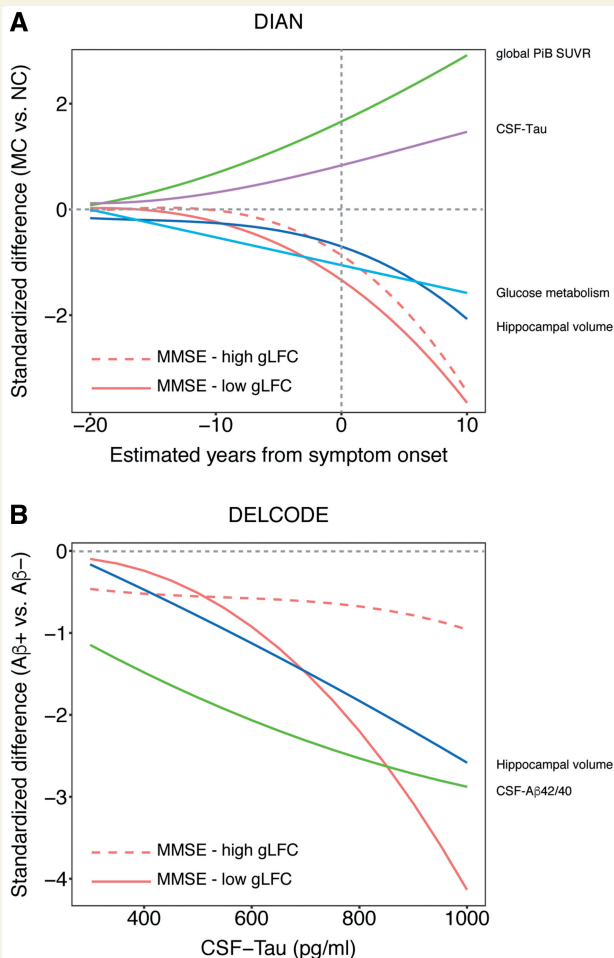 A
DIAN
global PiB SUVR
CSF-Tau
Glucose metabolism
Hippocampal volume
Standardized difference (MC vs. NC)
2
0
−2
MMSE - high gLFC
MMSE - low gLFC
−20
−10
0
10
Estimated years from symptom onset
B
DELCODE
Standardized difference (Aβ+ vs. Aβ−)
0
−1
−2
−3
−4
Hippocampal volume
CSF-Aβ42/40
MMSE - high gLFC
MMSE - low gLFC
400
600
800
1000
CSF−Tau (pg/ml)